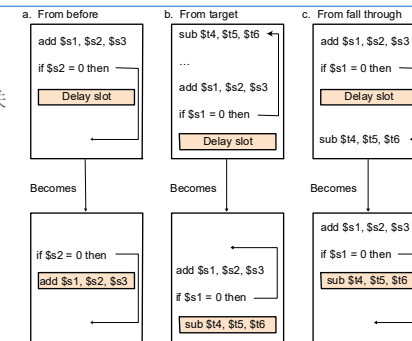 a. From before
add $s1, $s2, $s3
if $s2 = 0 then
Delay slot
Becomes
if $s2 = 0 then
add $s1, $s2, $s3
b. From target
sub $t4, $t5, $t6
…
add $s1, $s2, $s3
if $s1 = 0 then
Delay slot
Becomes
add $s1, $s2, $s3
if $s1 = 0 then
sub $t4, $t5, $t6
c. From fall through
add $s1, $s2, $s3
if $s1 = 0 then
Delay slot
sub $t4, $t5, $t6
Becomes
add $s1, $s2, $s3
if $s1 = 0 then
sub $t4, $t5, $t6